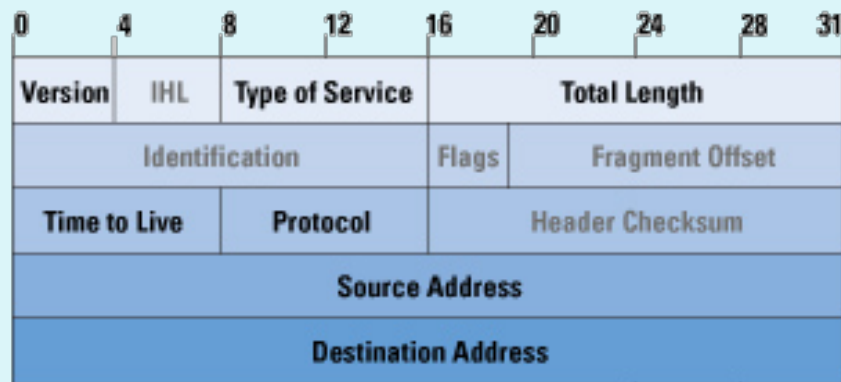 0 4 8 12 16 20 24 28 31
Version IHL Type of Service Total Length
Identification Flags Fragment Offset
Time to Live Protocol Header Checksum
Source Address
Destination Address